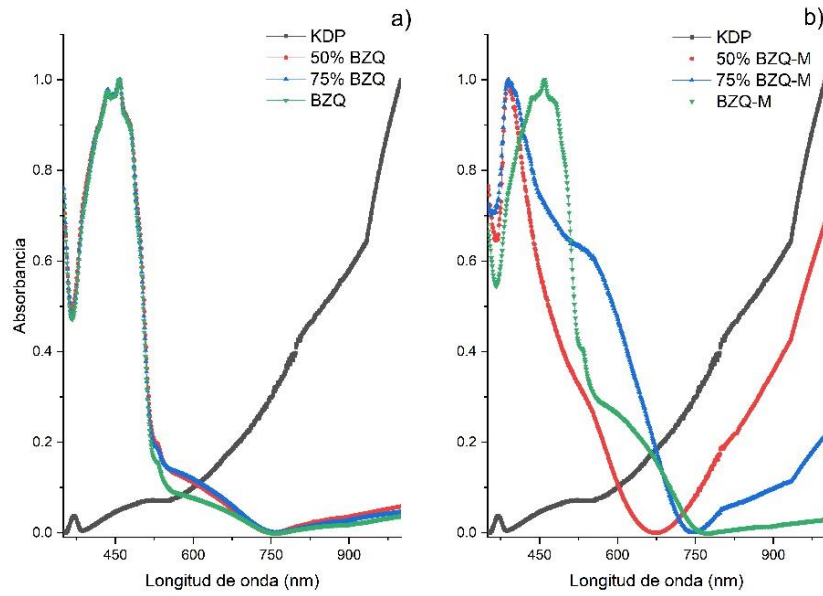 a)
KDP
50% BZQ
75% BZQ
BZQ
1.0
0.8
0.6
0.4
0.2
0.0
Absorbancia
450
600
750
900
Longitud de onda (nm)
b)
KDP
50% BZQ-M
75% BZQ-M
BZQ-M
1.0
0.8
0.6
0.4
0.2
0.0
450
600
750
900
Longitud de onda (nm)